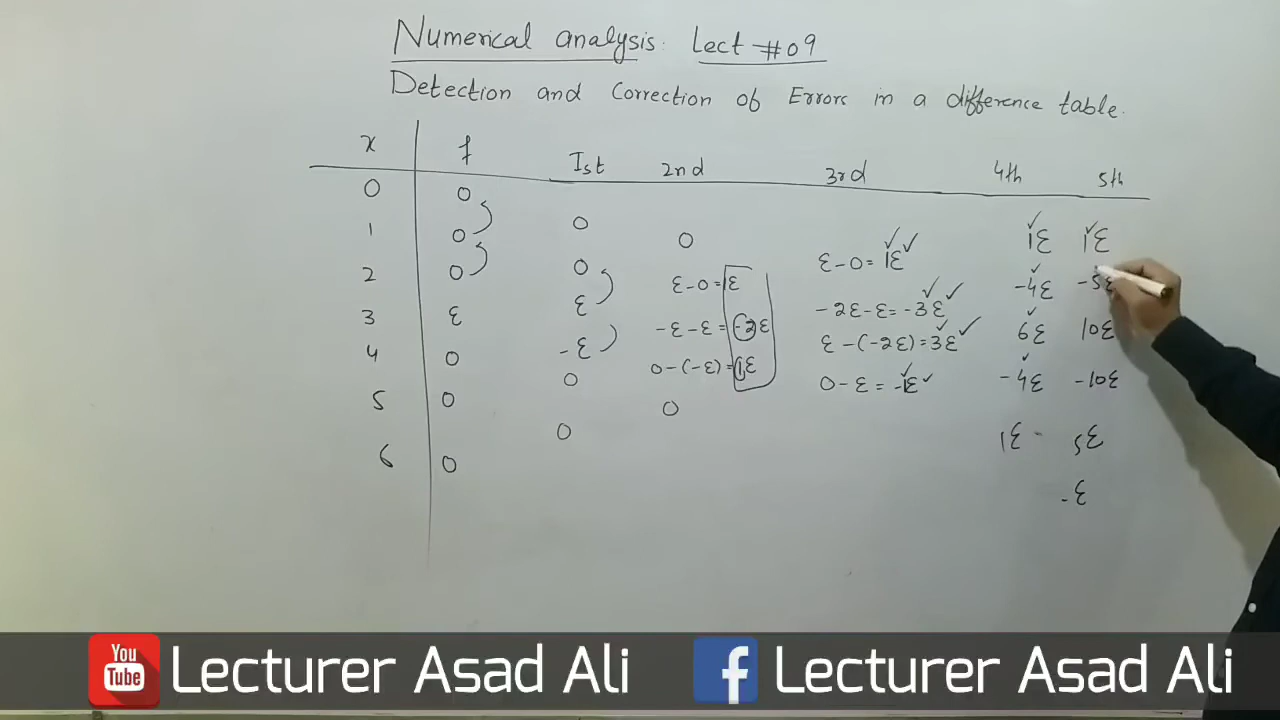 Numerical analysis: Lect #09
Detection and Correction of Errors in a difference table.
x f Ist 2nd 3rd 4th 5th
0 0
0 1ε 1ε
1 0 0 ε-0=1ε
0 ε-0=1ε -4ε -5ε
2 0 -2ε-ε=-3ε
3 ε ε -ε-ε=-2ε 6ε 10ε
ε-(-2ε)=3ε
4 0 -ε 0-(-ε)=1ε
0 0-ε=-1ε -4ε -10ε
5 0 0
0 1ε - 5ε
6 0
-ε
You Tube Lecturer Asad Ali f Lecturer Asad Ali